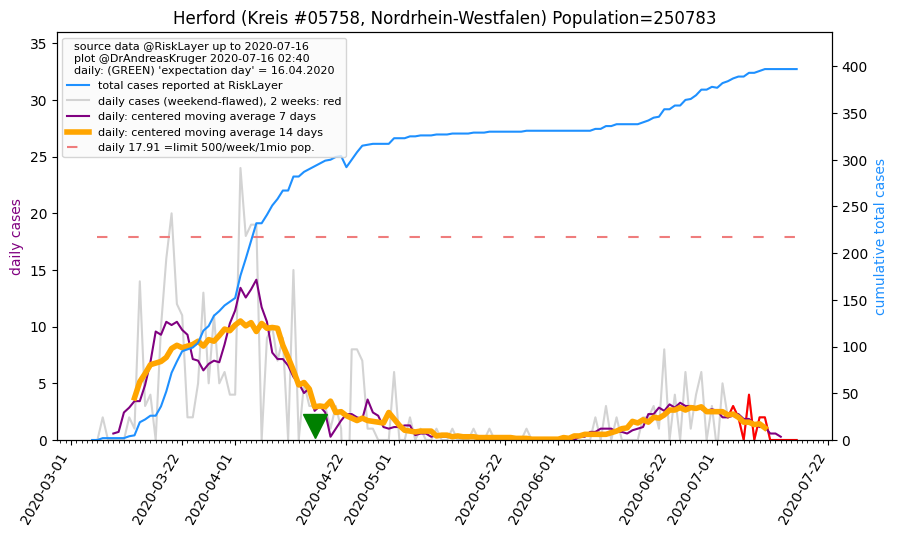 Herford (Kreis #05758, Nordrhein-Westfalen) Population=250783
source data @RiskLayer up to 2020-07-16
plot @DrAndreasKruger 2020-07-16 02:40
daily: (GREEN) 'expectation day' = 16.04.2020
total cases reported at RiskLayer
daily cases (weekend-flawed), 2 weeks: red
daily: centered moving average 7 days
daily: centered moving average 14 days
daily 17.91 =limit 500/week/1mio pop.
daily cases
35
30
25
20
15
10
5
0
cumulative total cases
400
350
300
250
200
150
100
50
0
2020-03-01
2020-03-22
2020-04-01
2020-04-22
2020-05-01
2020-05-22
2020-06-01
2020-06-22
2020-07-01
2020-07-22